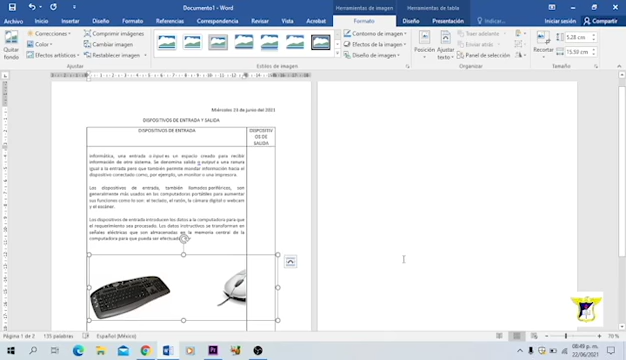 Documento1 - Word
Herramientas de imagen
Herramientas de tabla
Archivo Inicio Insertar Diseño Formato Referencias Correspondencia Revisar Vista Acrobat Formato Diseño Presentación Indicar... Iniciar sesión Compartir
Quitar fondo
Correcciones
Color
Efectos artísticos
Comprimir imágenes
Cambiar imagen
Restablecer imagen
Ajustar
Estilos de imagen
Contorno de imagen
Efectos de la imagen
Diseño de imagen
Posición
Ajustar texto
Traer adelante
Enviar atrás
Panel de selección
Organizar
Recortar
5.28 cm
15.59 cm
Tamaño
Miércoles 23 de junio del 2021
DISPOSITIVOS DE ENTRADA Y SALIDA
DISPOSITIVOS DE ENTRADA
DISPOSITIV
OS DE
SALIDA
Informática, una entrada o input es un espacio creado para recibir
información de otro sistema. Se denomina salida o output a una ranura
igual a la entrada pero que también permite mandar información hacia el
dispositivo conectado como, por ejemplo, un monitor o una impresora.
Los dispositivos de entrada, también llamados periféricos, son
generalmente más usados en los computadoras portables para aumentar
sus funciones como lo son el teclado, el ratón, la cámara digital o webcam
y el escáner.
Los dispositivos de entrada introducen los datos a la computadora para que
el requerimiento sea procesado. Los datos instructivos se transforman en
señales eléctricas que son almacenadas en la memoria central de la
computadora para que pueda ser efectuada
Página 1 de 2 135 palabras Español (México) 70 %
08:49 p. m.
22/06/2021